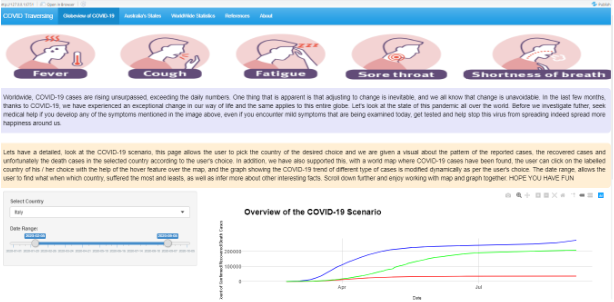 Open in Browser
COVID Traversing
Overview of COVID-19
Australia's States
WorldWide Statistics
References
About
Fever
Cough
Fatigue
Sore throat
Shortness of breath
Worldwide, COVID-19 cases are rising unsurpassed, exceeding the daily numbers. One thing that is apparent is that adjusting to change is inevitable, and we all know that change is unavoidable. In the last few months,
thanks to COVID-19, we have experienced an exceptional change in our way of life and the same applies to this entire globe. Let's look at the state of this pandemic all over the world. Before we investigate futher, seek
medical help if you develop any of the symptoms mentioned in the image above, even if you encounter mild symptoms that are being examined today, get tested and help stop this virus from spreading indeed spread more
happiness around us.
Lets have a detailed, look at the COVID-19 scenario, this page allows the user to pick the country of the desired choice and we are given a visual about the pattern of the reported cases, the recovered cases and
unfortunately the death cases in the selected country according to the user's choice. In addition, we have also supported this, with a world map where COVID-19 cases have been found, the user can click on the labelled
country of his / her choice with the help of the hover feature over the map, and the graph showing the COVID-19 trend of different type of cases is modified dynamically as per the user's choice. The date range, allows the
user to find what when which country, suffered the most and leasts, as well as infer more about other interesting facts. Scroll down further and enjoy working with map and graph together. HOPE YOU HAVE FUN
Select Country
Italy
Date Range:
Overview of the COVID-19 Scenario
200000
100000
0
Apr
Jul
Date